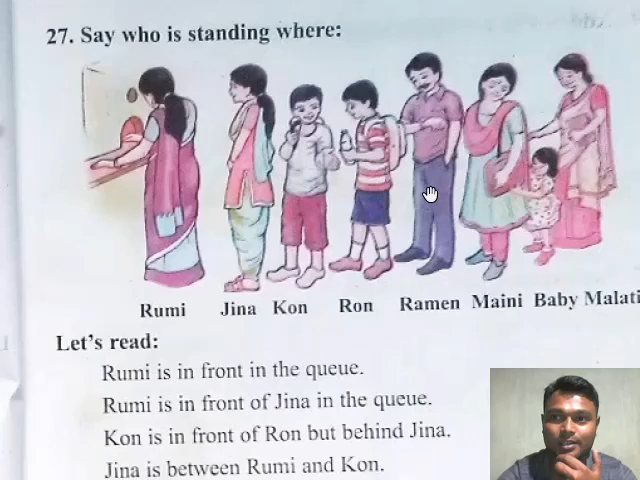 27. Say who is standing where:
Rumi Jina Kon Ron Ramen Maini Baby Malati
Let's read:
Rumi is in front in the queue.
Rumi is in front of Jina in the queue.
Kon is in front of Ron but behind Jina.
Jina is between Rumi and Kon.